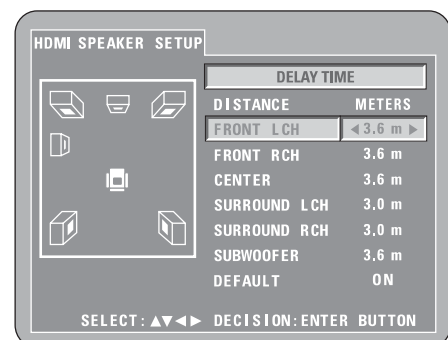 HDMI SPEAKER SETUP
DELAY TIME
DISTANCE METERS
FRONT LCH ◀ 3.6 m ▶
FRONT RCH 3.6 m
CENTER 3.6 m
SURROUND LCH 3.0 m
SURROUND RCH 3.0 m
SUBWOOFER 3.6 m
DEFAULT ON
SELECT: ▲▼◀▶ DECISION: ENTER BUTTON